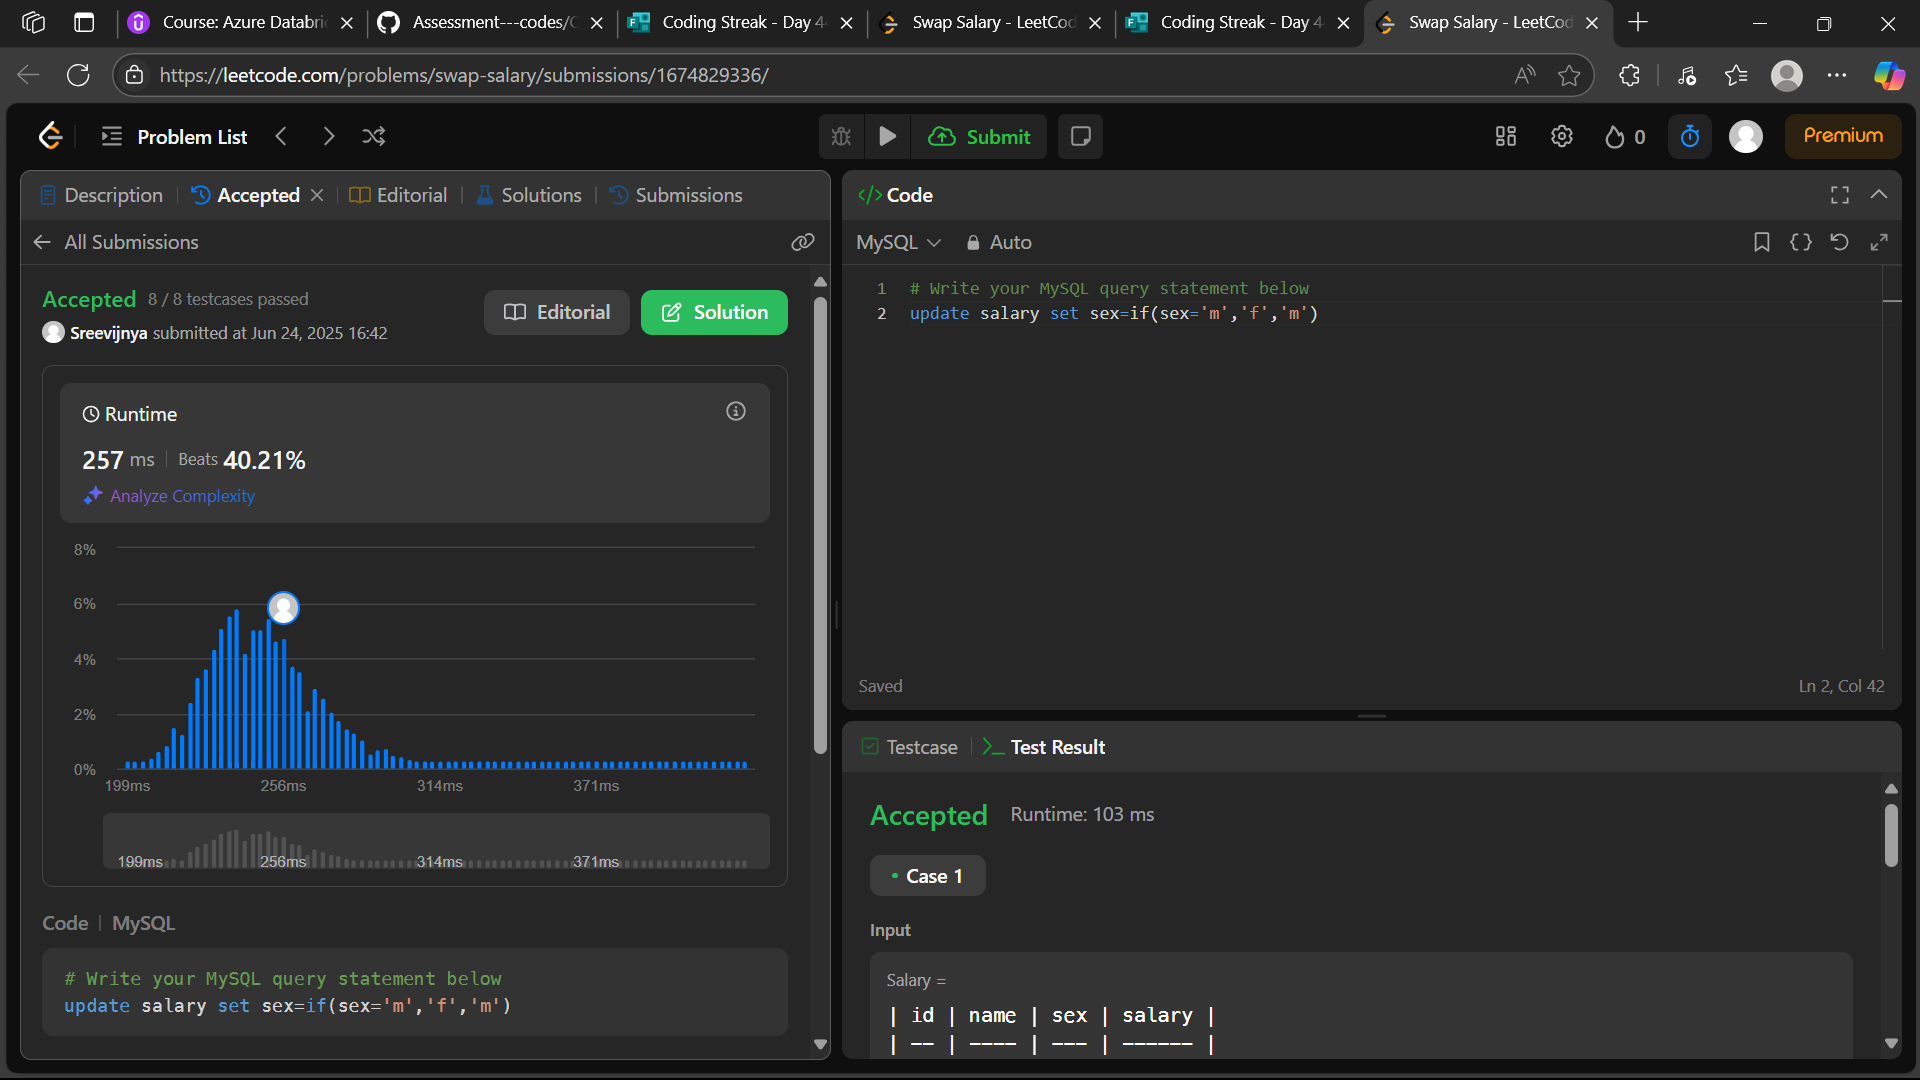 Course: Azure Databri
Assessment---codes/C
Coding Streak - Day 4
Swap Salary - LeetCod
Coding Streak - Day 4
Swap Salary - LeetCod
https://leetcode.com/problems/swap-salary/submissions/1674829336/
Problem List
Submit
0
Premium
Description
Accepted
Editorial
Solutions
Submissions
All Submissions
Accepted 8 / 8 testcases passed
Sreevijnya submitted at Jun 24, 2025 16:42
Editorial
Solution
Runtime
257 ms Beats 40.21%
Analyze Complexity
8%
6%
4%
2%
0%
199ms 256ms 314ms 371ms
199ms 256ms 314ms 371ms
Code | MySQL
# Write your MySQL query statement below
update salary set sex=if(sex='m','f','m')
</> Code
MySQL Auto
1 # Write your MySQL query statement below
2 update salary set sex=if(sex='m','f','m')
Saved
Ln 2, Col 42
Testcase
Test Result
Accepted Runtime: 103 ms
• Case 1
Input
Salary =
| id | name | sex | salary |
| -- | ---- | --- | ------ |